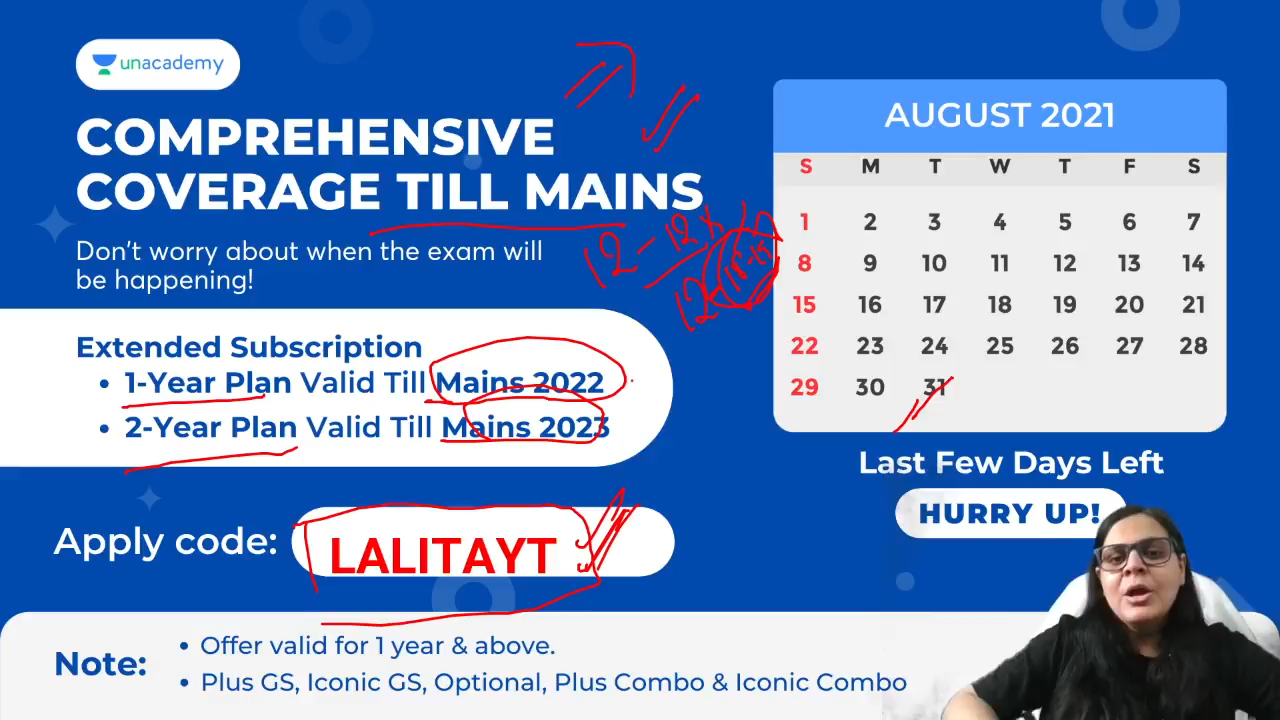 unacademy
COMPREHENSIVE
COVERAGE TILL MAINS
Don't worry about when the exam will
be happening!
Extended Subscription
• 1-Year Plan Valid Till Mains 2022
• 2-Year Plan Valid Till Mains 2023
Apply code: LALITAYT
12 - 12
12
AUGUST 2021
S M T W T F S
1 2 3 4 5 6 7
8 9 10 11 12 13 14
15 16 17 18 19 20 21
22 23 24 25 26 27 28
29 30 31
Last Few Days Left
HURRY UP!
Note:
• Offer valid for 1 year & above.
• Plus GS, Iconic GS, Optional, Plus Combo & Iconic Combo